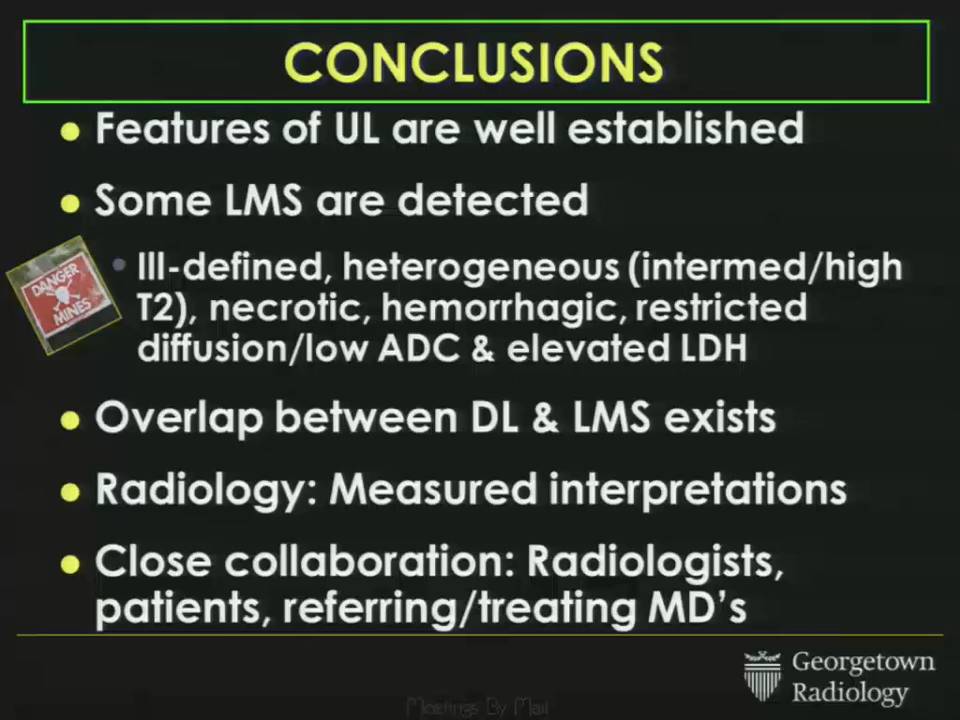 CONCLUSIONS
Features of UL are well established
Some LMS are detected
Ill-defined, heterogeneous (intermed/high
T2), necrotic, hemorrhagic, restricted
diffusion/low ADC & elevated LDH
DANGER
MINES
Overlap between DL & LMS exists
Radiology: Measured interpretations
Close collaboration: Radiologists,
patients, referring/treating MD's
Georgetown
Radiology
Meetings By Mail